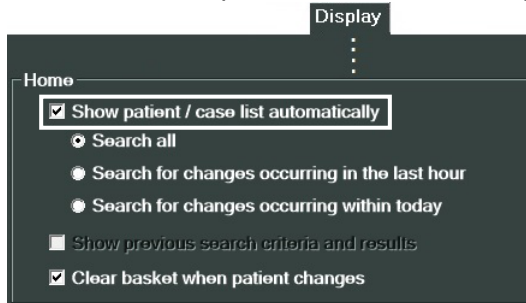 Display
Home
Show patient / case list automatically
Search all
Search for changes occurring in the last hour
Search for changes occurring within today
Show previous search criteria and results
Clear basket when patient changes